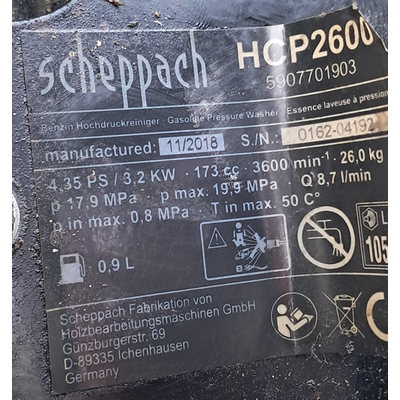 scheppach
HCP2600
5907701903
Benzin Hochdruckreiniger Gasoline Pressure Washer Essence laveuse à pression
manufactured: 11/2018 S./N.: 0162-04192
4,35 PS / 3,2 KW · 173 cc · 3600 min-1 · 26,0 kg
p 17,9 MPa · p max. 19,9 MPa Q 8,7 l/min
p in max. 0.8 MPa · T in max. 50 C°
L
105
0,9 L
Scheppach Fabrikation von
Holzbearbeitungsmaschinen GmbH
Günzburgerstr. 69
D-89335 Ichenhausen
Germany